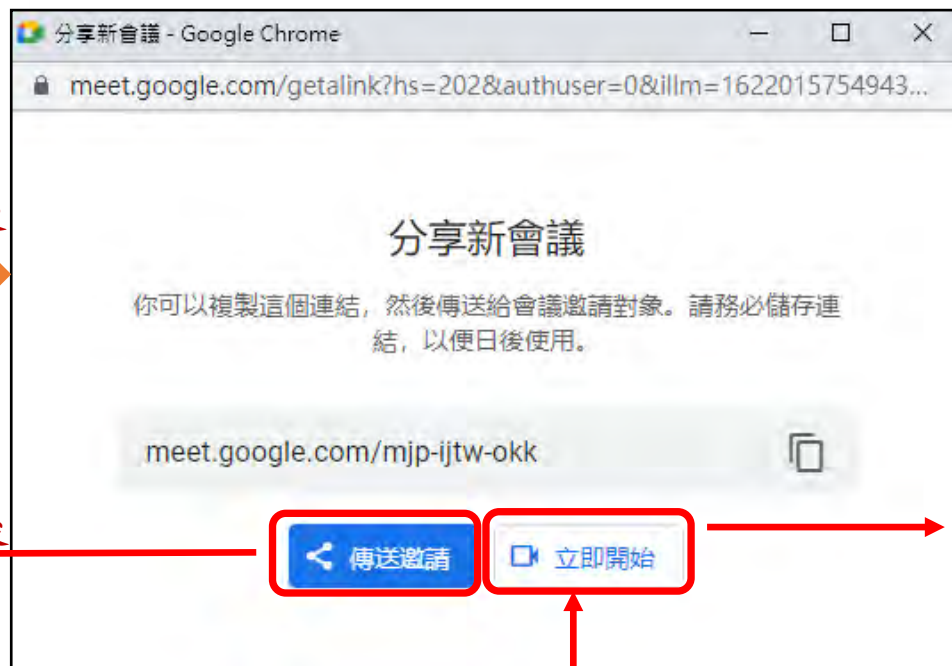 分享新會議 - Google Chrome
meet.google.com/getalink?hs=202&authuser=0&illm=1622015754943...
分享新會議
你可以複製這個連結，然後傳送給會議邀請對象。請務必儲存連
結，以便日後使用。
meet.google.com/mjp-ijtw-okk
傳送邀請 立即開始